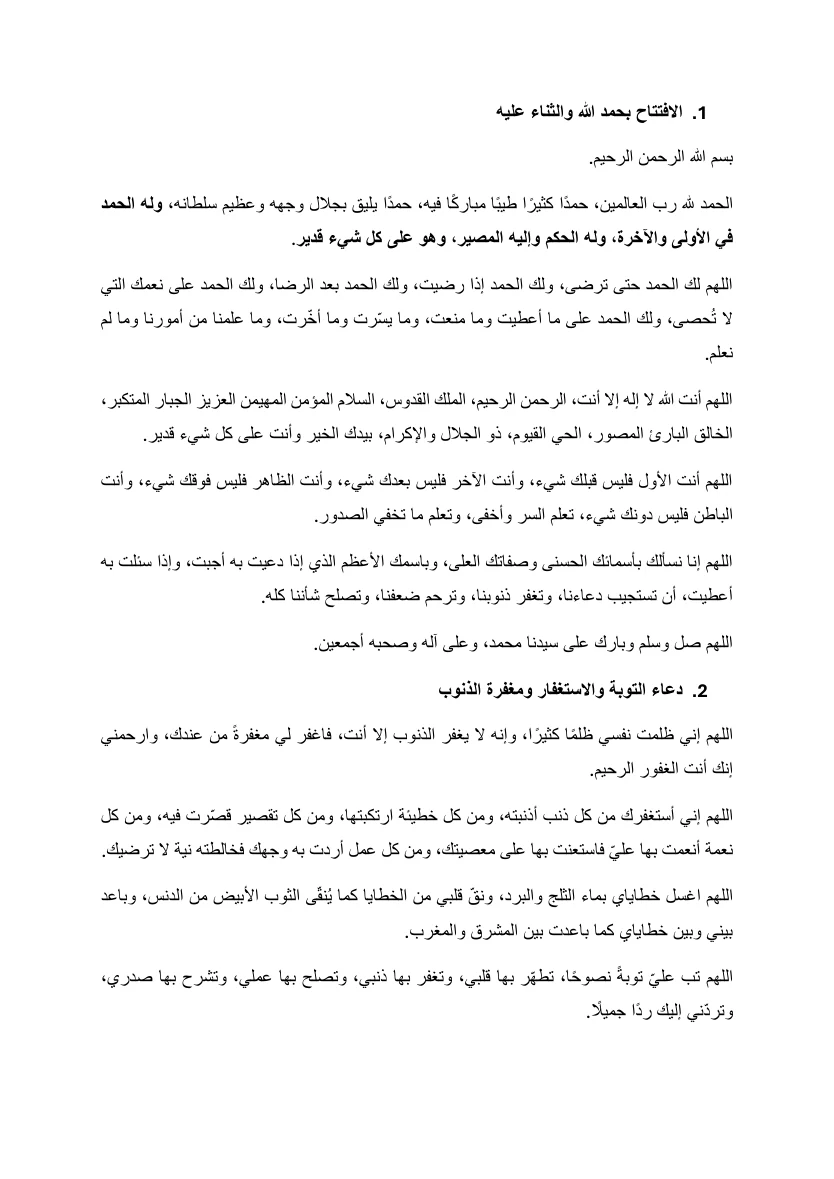 1. الافتتاح بحمد الله والثناء عليه
بسم الله الرحمن الرحيم.
الحمد لله رب العالمين، حمدًا كثيرًا طيبًا مباركًا فيه، حمدًا يليق بجلال وجهه وعظيم سلطانه، وله الحمد
في الأولى والآخرة، وله الحكم وإليه المصير، وهو على كل شيء قدير.
اللهم لك الحمد حتى ترضى، ولك الحمد إذا رضيت، ولك الحمد بعد الرضا، ولك الحمد على نعمك التي
لا تُحصى، ولك الحمد على ما أعطيت وما منعت، وما يسّرت وما أخّرت، وما علمنا من أمورنا وما لم
نعلم.
اللهم أنت الله لا إله إلا أنت، الرحمن الرحيم، الملك القدوس، السلام المؤمن المهيمن العزيز الجبار المتكبر،
الخالق البارئ المصور، الحي القيوم، ذو الجلال والإكرام، بيدك الخير وأنت على كل شيء قدير.
اللهم أنت الأول فليس قبلك شيء، وأنت الآخر فليس بعدك شيء، وأنت الظاهر فليس فوقك شيء، وأنت
الباطن فليس دونك شيء، تعلم السر وأخفى، وتعلم ما تخفي الصدور.
اللهم إنا نسألك بأسمائك الحسنى وصفاتك العلى، وباسمك الأعظم الذي إذا دعيت به أجبت، وإذا سئلت به
أعطيت، أن تستجيب دعاءنا، وتغفر ذنوبنا، وترحم ضعفنا، وتصلح شأننا كله.
اللهم صل وسلم وبارك على سيدنا محمد، وعلى آله وصحبه أجمعين.
2. دعاء التوبة والاستغفار ومغفرة الذنوب
اللهم إني ظلمت نفسي ظلمًا كثيرًا، وإنه لا يغفر الذنوب إلا أنت، فاغفر لي مغفرةً من عندك، وارحمني
إنك أنت الغفور الرحيم.
اللهم إني أستغفرك من كل ذنب أذنبته، ومن كل خطيئة ارتكبتها، ومن كل تقصير قصّرت فيه، ومن كل
نعمة أنعمت بها عليّ فاستعنت بها على معصيتك، ومن كل عمل أردت به وجهك فخالطته نية لا ترضيك.
اللهم اغسل خطاياي بماء الثلج والبرد، ونقّ قلبي من الخطايا كما يُنقّى الثوب الأبيض من الدنس، وباعد
بيني وبين خطاياي كما باعدت بين المشرق والمغرب.
اللهم تب عليّ توبةً نصوحًا، تطهّر بها قلبي، وتغفر بها ذنبي، وتصلح بها عملي، وتشرح بها صدري،
وتردّني إليك ردًا جميلًا.